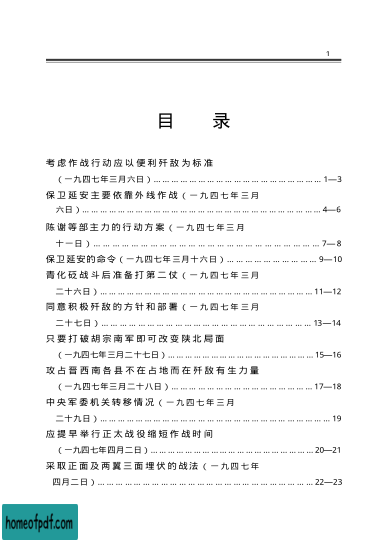 1
目 录
考虑作战行动应以便利歼敌为标准
（一九四七年三月六日）…………………………………………………1—3
保卫延安主要依靠外线作战（一九四七年三月
六日）……………………………………………………………………4—6
陈谢等部主力的行动方案（一九四七年三月
十一日）…………………………………………………………………7—8
保卫延安的命令（一九四七年三月十六日）……………………9—10
青化砭战斗后准备打第二仗（一九四七年三月
二十六日）……………………………………………………………11—12
同意积极歼敌的方针和部署（一九四七年三月
二十七日）……………………………………………………………13—14
只要打破胡宗南军即可改变陕北局面
（一九四七年三月二十七日）………………………………………15—16
攻占晋西南各县不在占地而在歼敌有生力量
（一九四七年三月二十八日）………………………………………17—18
中央军委机关转移情况（一九四七年三月
二十九日）…………………………………………………………………19
应提早举行正太战役缩短作战时间
（一九四七年四月二日）……………………………………………20—21
采取正面及两翼三面埋伏的战法（一九四七年
四月二日）……………………………………………………………22—23
homeofpdf.com